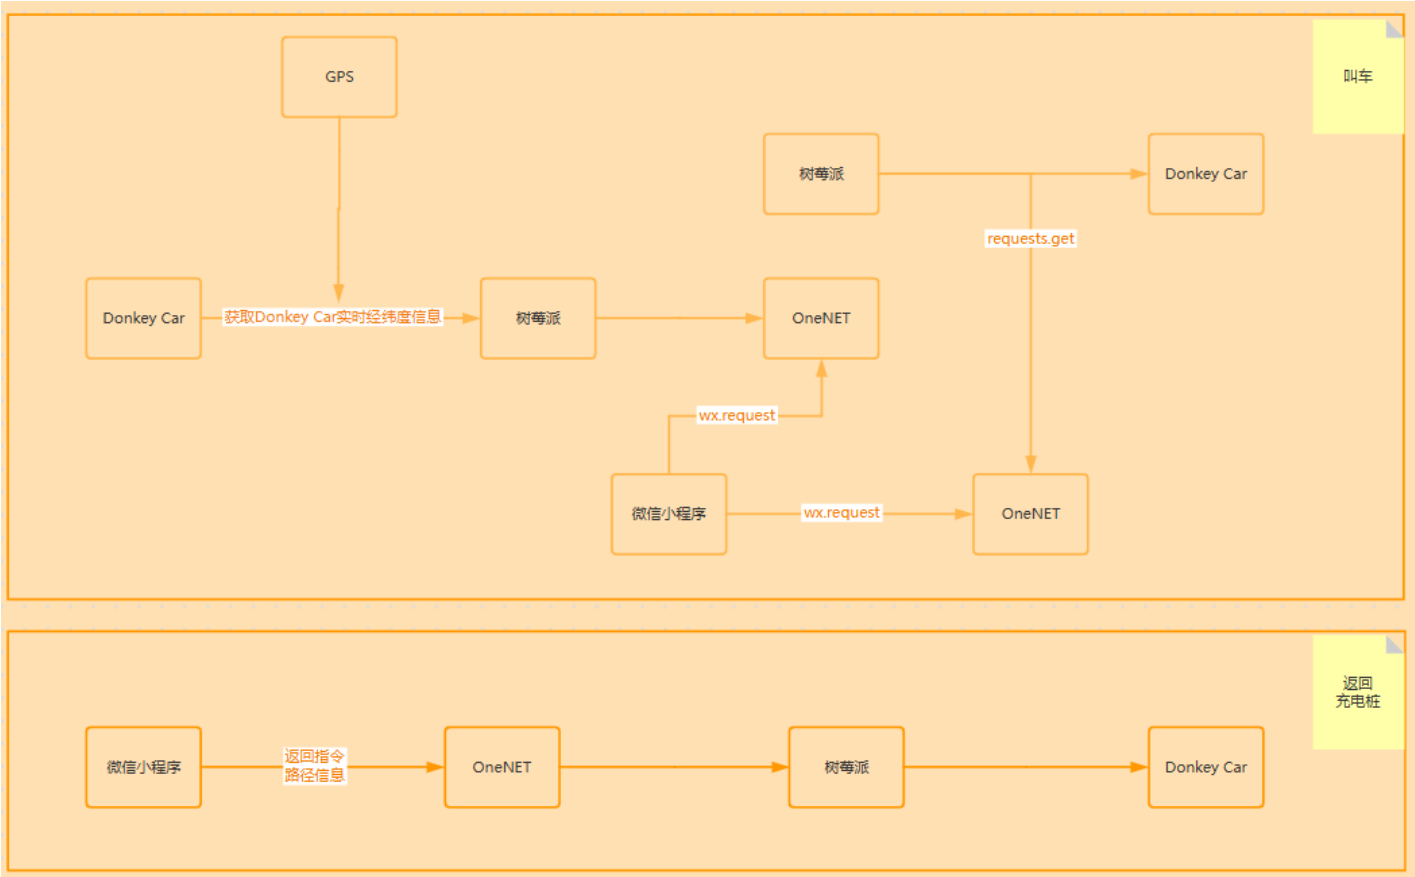 GPS
叫车
树莓派
Donkey Car
requests.get
Donkey Car
获取Donkey Car实时经纬度信息
树莓派
OneNET
wx.request
微信小程序
wx.request
OneNET
返回
充电桩
微信小程序
返回指令
路径信息
OneNET
树莓派
Donkey Car